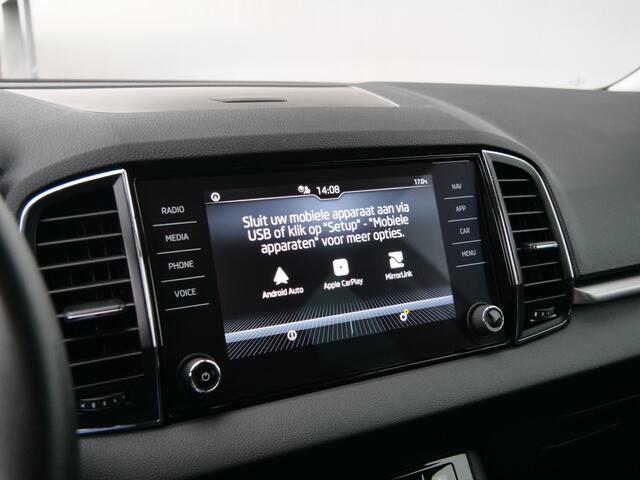 14:08
17.0°C
RADIO
MEDIA
PHONE
VOICE
Sluit uw mobiele apparaat aan via
USB of klik op "Setup" - "Mobiele
apparaten" voor meer opties.
Android Auto
Apple CarPlay
MirrorLink
NAV
APP
CAR
MENU